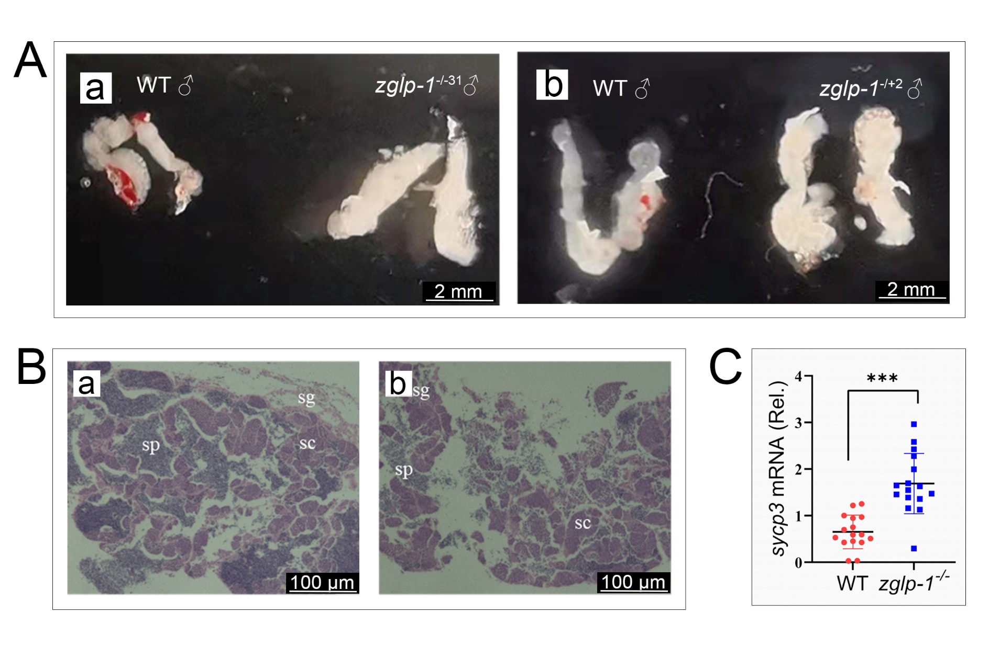 A
a
WT ♂
zglp-1-/-31♂
2 mm
b
WT ♂
zglp-1-/+2 ♂
2 mm
B
a
sg
sp
sc
100 µm
b
sg
sp
sc
100 µm
C
***
sycp3 mRNA (Rel.)
4
3
2
1
0
WT
zglp-1-/-